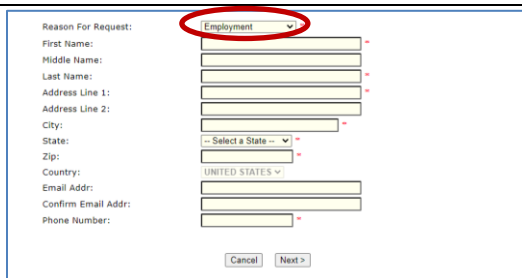 Reason For Request: Employment *
First Name: *
Middle Name:
Last Name: *
Address Line 1: *
Address Line 2:
City: *
State: -- Select a State -- *
Zip: *
Country: UNITED STATES
Email Addr:
Confirm Email Addr:
Phone Number: *
Cancel Next >